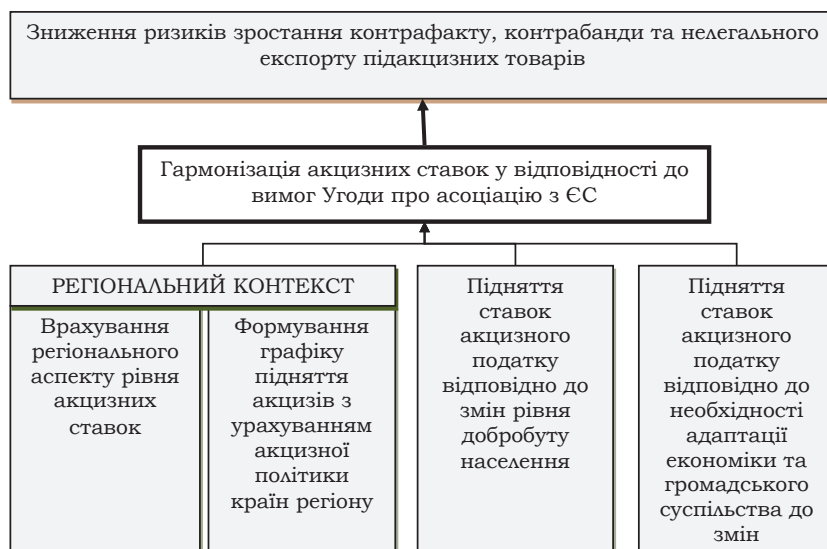 Зниження ризиків зростання контрафакту, контрабанди та нелегального
експорту підакцизних товарів
Гармонізація акцизних ставок у відповідності до
вимог Угоди про асоціацію з ЄС
РЕГІОНАЛЬНИЙ КОНТЕКСТ
Врахування
регіонального
аспекту рівня
акцизних
ставок
Формування
графіку
підняття
акцизів з
урахуванням
акцизної
політики
країн регіону
Підняття
ставок
акцизного
податку
відповідно до
змін рівня
добробуту
населення
Підняття
ставок
акцизного
податку
відповідно до
необхідності
адаптації
економіки та
громадського
суспільства до
змін